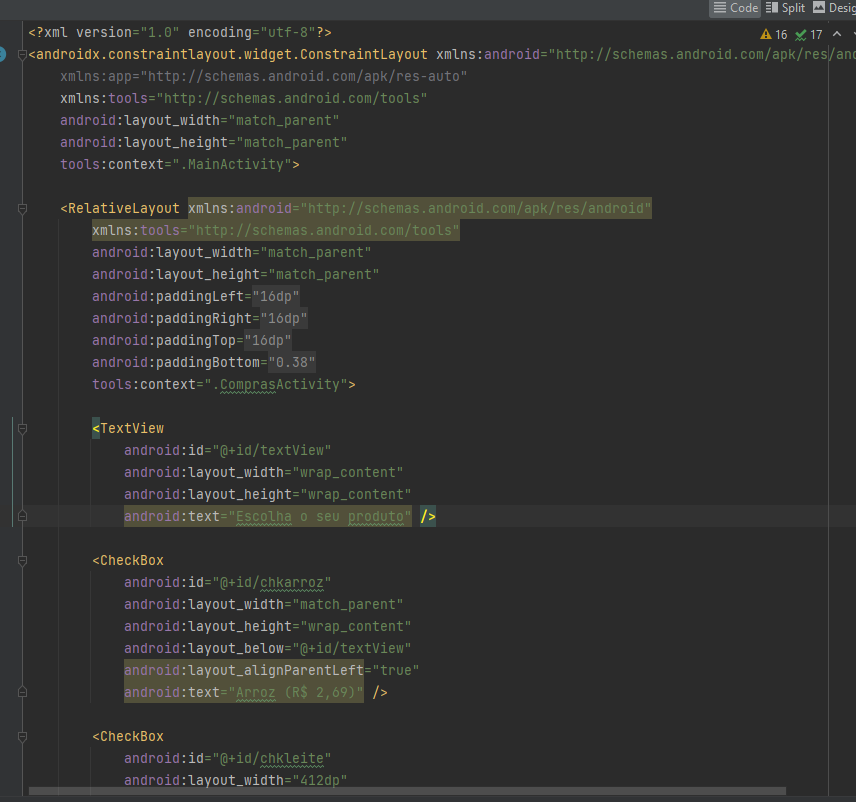 Code Split Desig
<?xml version="1.0" encoding="utf-8"?> 16 17
<androidx.constraintlayout.widget.ConstraintLayout xmlns:android="http://schemas.android.com/apk/res/and
xmlns:app="http://schemas.android.com/apk/res-auto"
xmlns:tools="http://schemas.android.com/tools"
android:layout_width="match_parent"
android:layout_height="match_parent"
tools:context=".MainActivity">
<RelativeLayout xmlns:android="http://schemas.android.com/apk/res/android"
xmlns:tools="http://schemas.android.com/tools"
android:layout_width="match_parent"
android:layout_height="match_parent"
android:paddingLeft="16dp"
android:paddingRight="16dp"
android:paddingTop="16dp"
android:paddingBottom="0.38"
tools:context=".ComprasActivity">
<TextView
android:id="@+id/textView"
android:layout_width="wrap_content"
android:layout_height="wrap_content"
android:text="Escolha o seu produto" />
<CheckBox
android:id="@+id/chkarroz"
android:layout_width="match_parent"
android:layout_height="wrap_content"
android:layout_below="@+id/textView"
android:layout_alignParentLeft="true"
android:text="Arroz (R$ 2,69)" />
<CheckBox
android:id="@+id/chkleite"
android:layout_width="412dp"